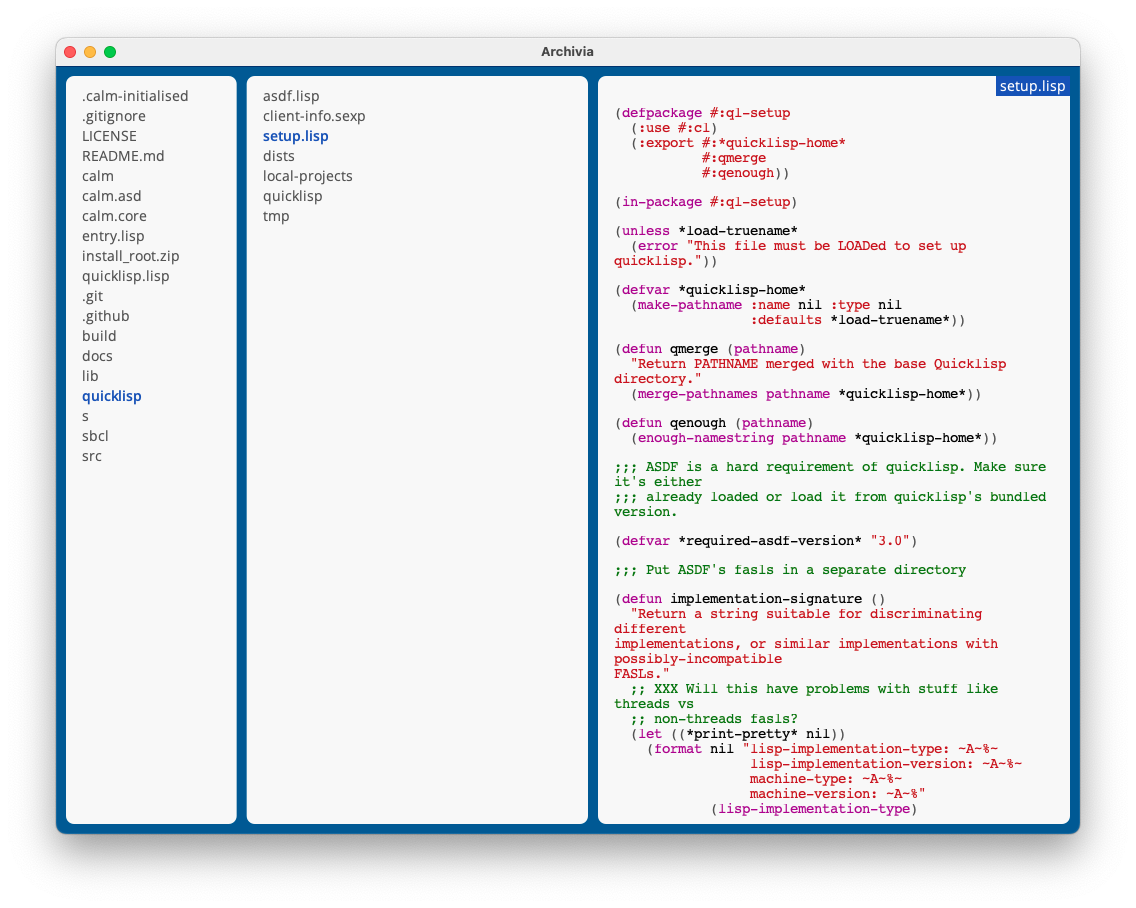 Archivia
.calm-initialised
.gitignore
LICENSE
README.md
calm
calm.asd
calm.core
entry.lisp
install_root.zip
quicklisp.lisp
.git
.github
build
docs
lib
quicklisp
s
sbcl
src
asdf.lisp
client-info.sexp
setup.lisp
dists
local-projects
quicklisp
tmp
setup.lisp
(defpackage #:ql-setup
  (:use #:cl)
  (:export #:*quicklisp-home*
           #:qmerge
           #:qenough))
(in-package #:ql-setup)
(unless *load-truename*
  (error "This file must be LOADed to set up
quicklisp."))
(defvar *quicklisp-home*
  (make-pathname :name nil :type nil
                 :defaults *load-truename*))
(defun qmerge (pathname)
  "Return PATHNAME merged with the base Quicklisp
directory."
  (merge-pathnames pathname *quicklisp-home*))
(defun qenough (pathname)
  (enough-namestring pathname *quicklisp-home*))
;;; ASDF is a hard requirement of quicklisp. Make sure
it's either
;;; already loaded or load it from quicklisp's bundled
version.
(defvar *required-asdf-version* "3.0")
;;; Put ASDF's fasls in a separate directory
(defun implementation-signature ()
  "Return a string suitable for discriminating
different
implementations, or similar implementations with
possibly-incompatible
FASLs."
  ;; XXX Will this have problems with stuff like
threads vs
  ;; non-threads fasls?
  (let ((*print-pretty* nil))
    (format nil "lisp-implementation-type: ~A~%~
                 lisp-implementation-version: ~A~%~
                 machine-type: ~A~%~
                 machine-version: ~A~%"
            (lisp-implementation-type)